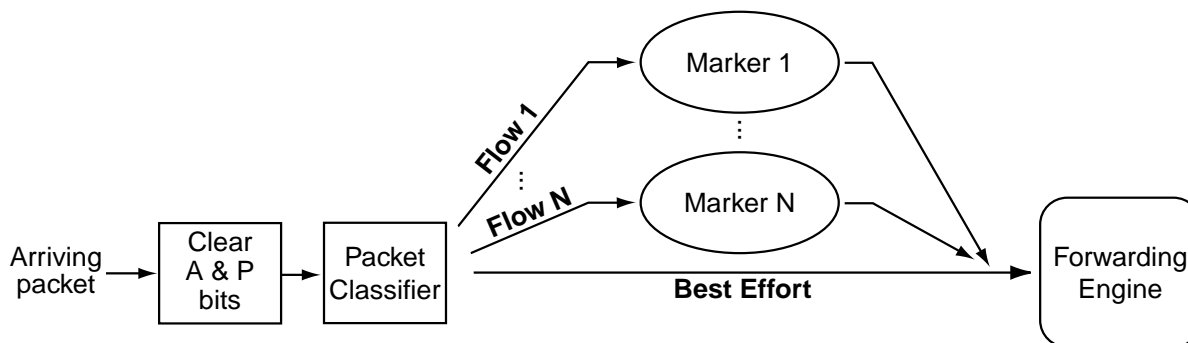 Arriving
packet
Clear
A & P
bits
Packet
Classifier
Flow 1
Flow N
Marker 1
Marker N
Best Effort
Forwarding
Engine